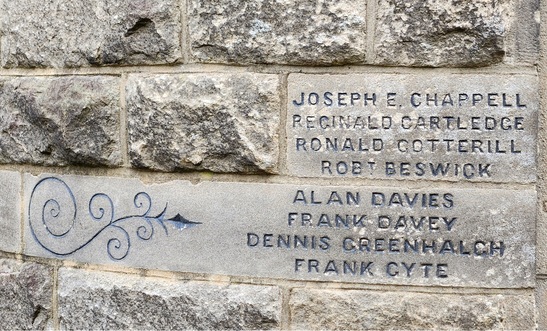 JOSEPH E. CHAPPELL
REGINALD CARTLEDGE
RONALD COTTERILL
ROBT BESWICK
ALAN DAVIES
FRANK DAVEY
DENNIS GREENHALGH
FRANK GYTE